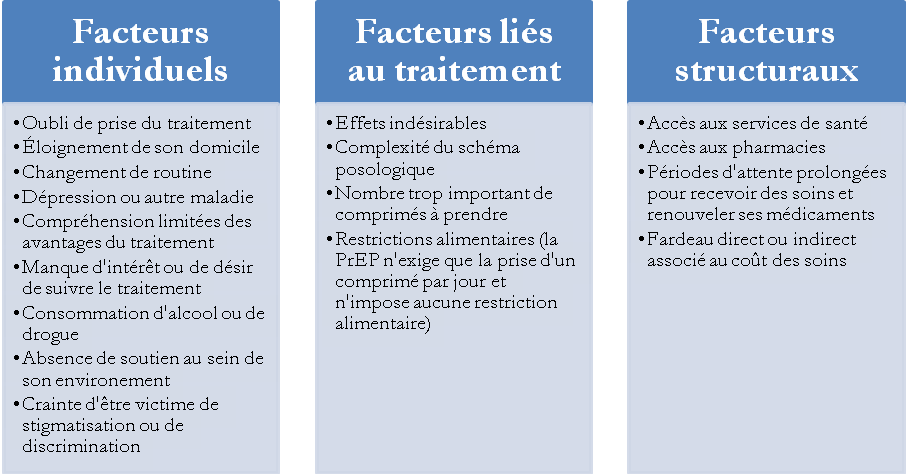 Facteurs
individuels
•Oubli de prise du traitement
•Éloignement de son domicile
•Changement de routine
•Dépression ou autre maladie
•Compréhension limitées des
avantages du traitement
•Manque d'intérêt ou de désir
de suivre le traitement
•Consommation d'alcool ou de
drogue
•Absence de soutien au sein de
son environement
•Crainte d'être victime de
stigmatisation ou de
discrimination
Facteurs liés
au traitement
•Effets indésirables
•Complexité du schéma
posologique
•Nombre trop important de
comprimés à prendre
•Restrictions alimentaires (la
PrEP n'exige que la prise d'un
comprimé par jour et
n'impose aucune restriction
alimentaire)
Facteurs
structuraux
•Accès aux services de santé
•Accès aux pharmacies
•Périodes d'attente prolongées
pour recevoir des soins et
renouveler ses médicaments
•Fardeau direct ou indirect
associé au coût des soins